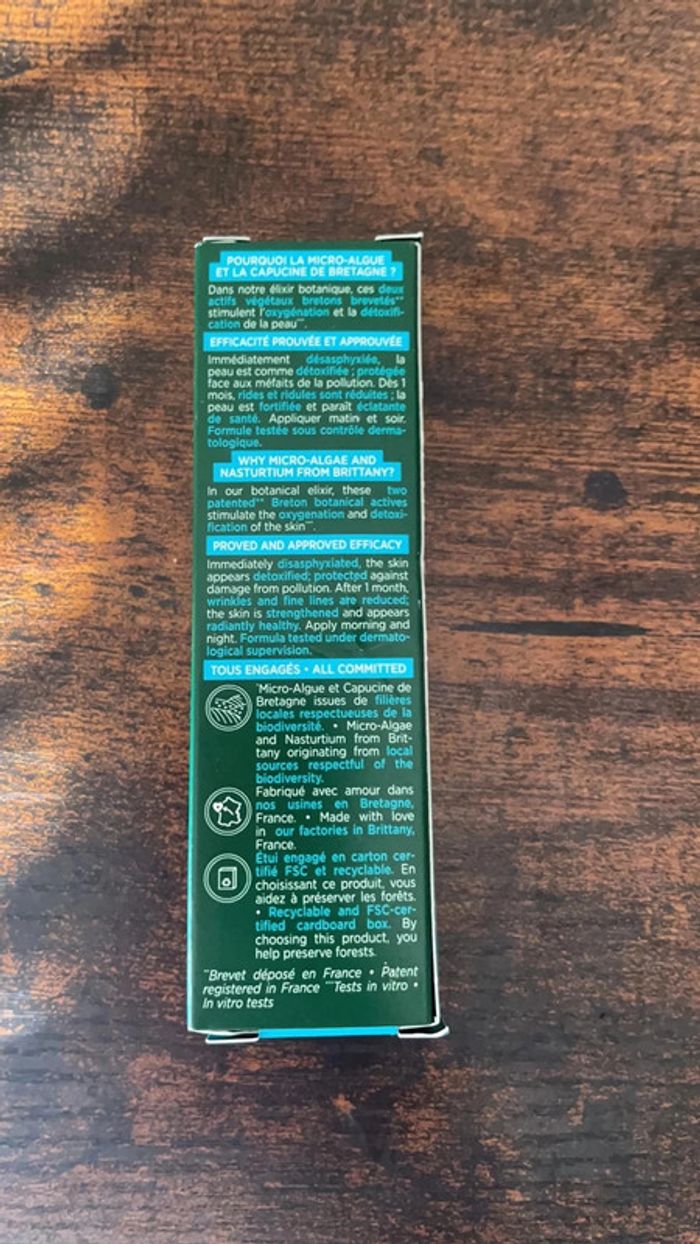 POURQUOI LA MICRO-ALGUE
ET LA CAPUCINE DE BRETAGNE ?
Dans notre élixir botanique, ces deux
actifs végétaux bretons brevetés**
stimulent l'oxygénation et la détoxifi-
cation de la peau***.
EFFICACITÉ PROUVÉE ET APPROUVÉE
Immédiatement désasphyxiée, la
peau est comme détoxifiée ; protégée
face aux méfaits de la pollution. Dès 1
mois, rides et ridules sont réduites ; la
peau est fortifiée et paraît éclatante
de santé. Appliquer matin et soir.
Formule testée sous contrôle derma-
tologique.
WHY MICRO-ALGAE AND
NASTURTIUM FROM BRITTANY?
In our botanical elixir, these two
patented** Breton botanical actives
stimulate the oxygenation and detoxi-
fication of the skin***.
PROVED AND APPROVED EFFICACY
Immediately disasphyxiated, the skin
appears detoxified; protected against
damage from pollution. After 1 month,
wrinkles and fine lines are reduced;
the skin is strengthened and appears
radiantly healthy. Apply morning and
night. Formula tested under dermato-
logical supervision.
TOUS ENGAGÉS • ALL COMMITTED
*Micro-Algue et Capucine de
Bretagne issues de filières
locales respectueuses de la
biodiversité. • Micro-Algae
and Nasturtium from Brit-
tany originating from local
sources respectful of the
biodiversity.
Fabriqué avec amour dans
nos usines en Bretagne,
France. • Made with love
in our factories in Brittany,
France.
Étui engagé en carton cer-
tifié FSC et recyclable. En
choisissant ce produit, vous
aidez à préserver les forêts.
• Recyclable and FSC-cer-
tified cardboard box. By
choosing this product, you
help preserve forests.
**Brevet déposé en France • Patent
registered in France ***Tests in vitro •
In vitro tests